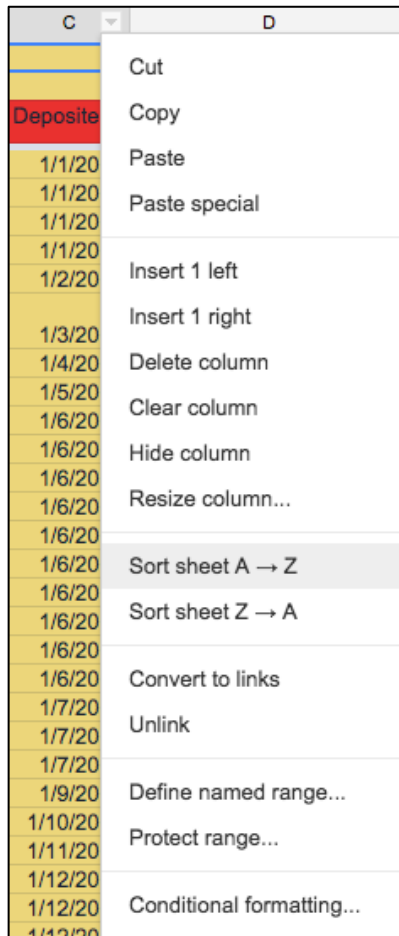 C D
Deposite
1/1/20
1/1/20
1/1/20
1/1/20
1/2/20
1/3/20
1/4/20
1/5/20
1/6/20
1/6/20
1/6/20
1/6/20
1/6/20
1/6/20
1/6/20
1/6/20
1/6/20
1/6/20
1/7/20
1/7/20
1/7/20
1/9/20
1/10/20
1/11/20
1/12/20
1/12/20
Cut
Copy
Paste
Paste special
Insert 1 left
Insert 1 right
Delete column
Clear column
Hide column
Resize column...
Sort sheet A → Z
Sort sheet Z → A
Convert to links
Unlink
Define named range...
Protect range...
Conditional formatting...